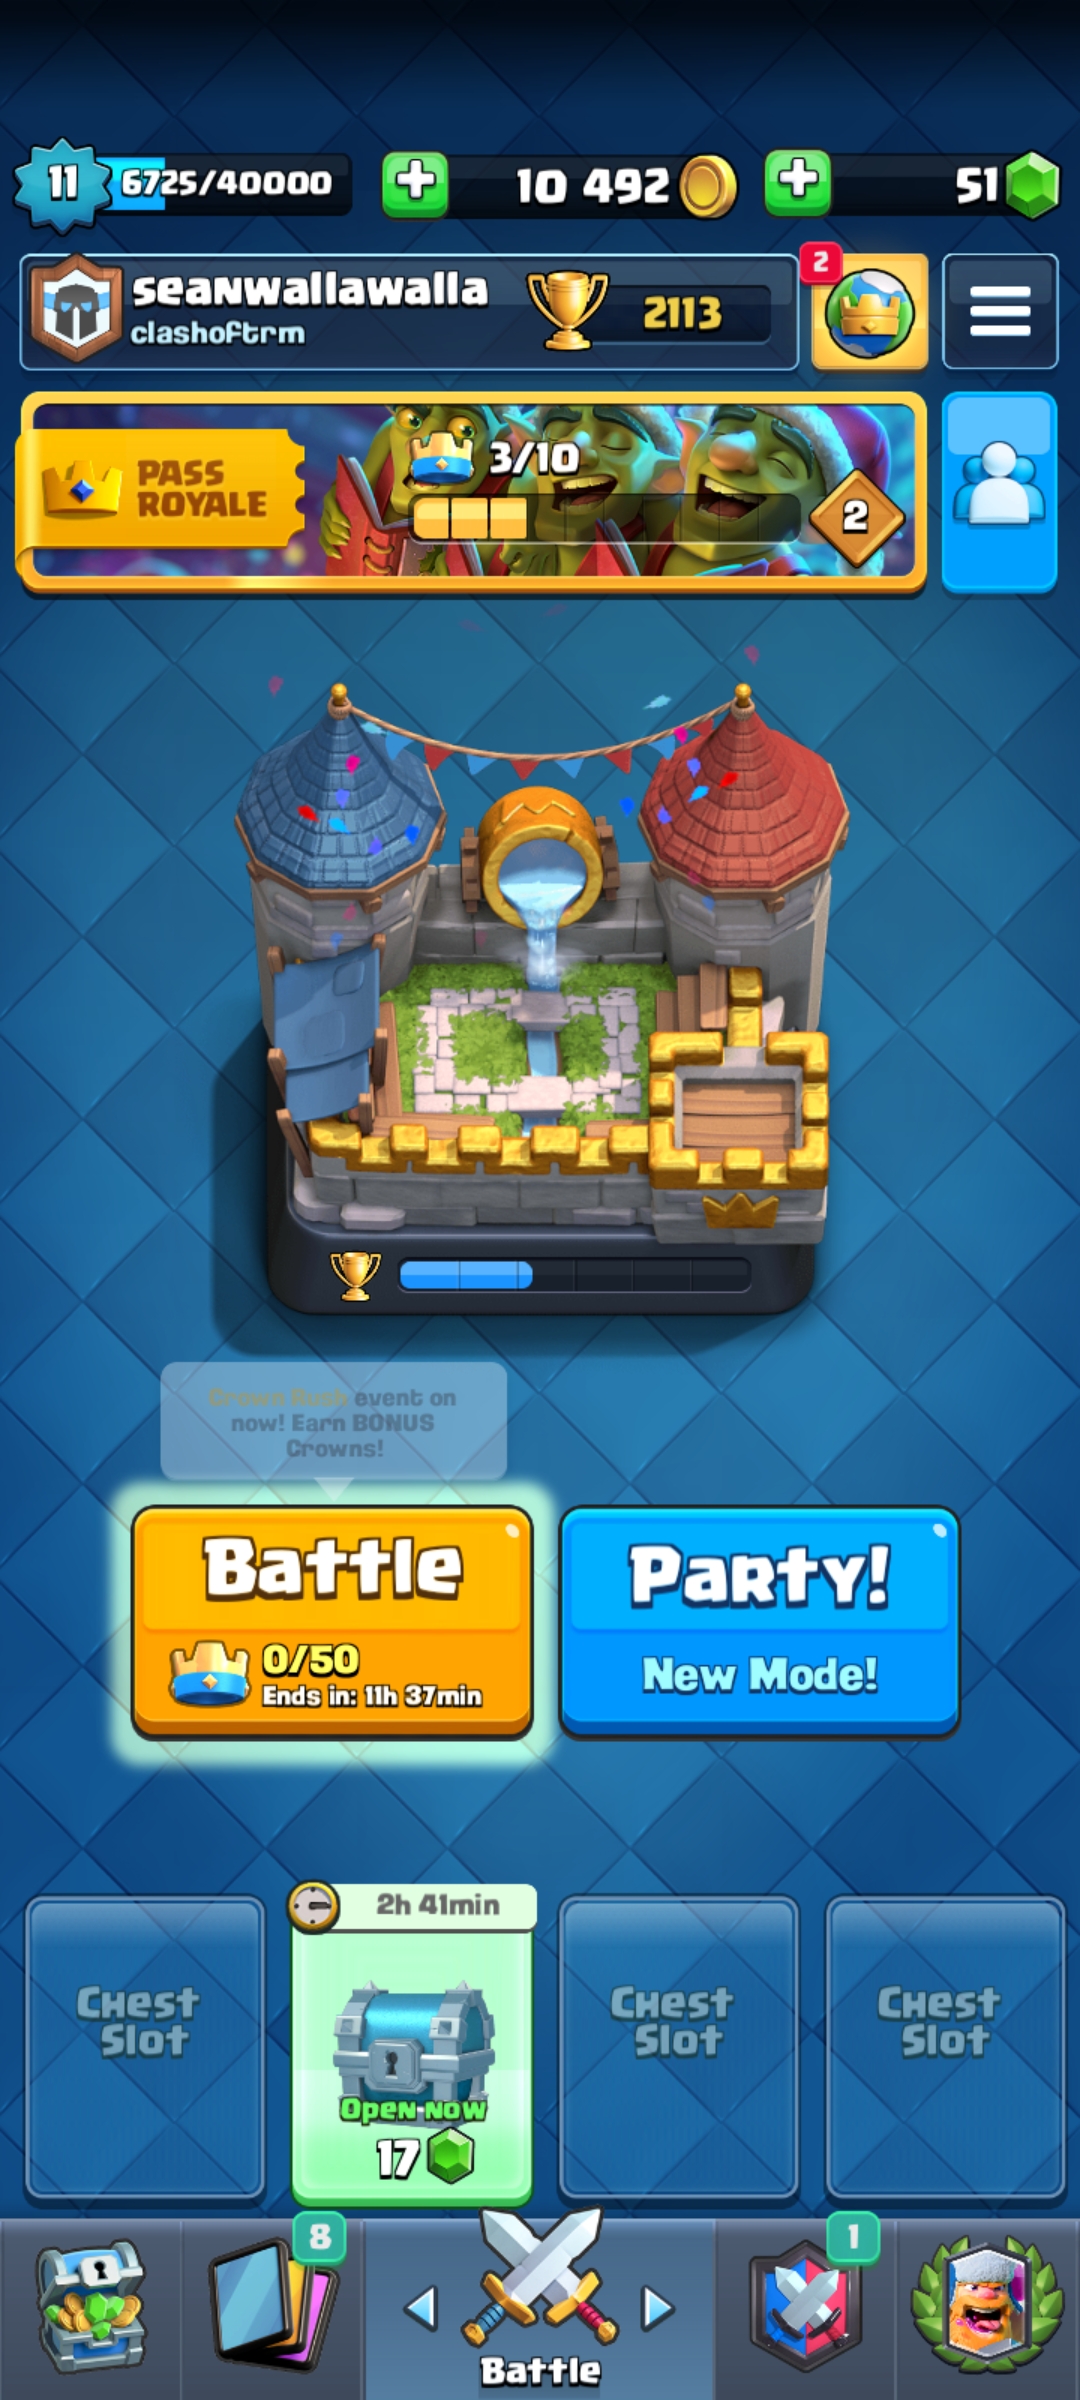 11
6725/40000
10 492
51
seanwallawalla
clashoftrm
2113
2
PASS
ROYALE
3/10
2
Crown Rush event on
now! Earn BONUS
Crowns!
Battle
0/50
Ends in: 11h 37min
Party!
New Mode!
Chest
Slot
2h 41min
Open now
17
Chest
Slot
Chest
Slot
8
1
Battle